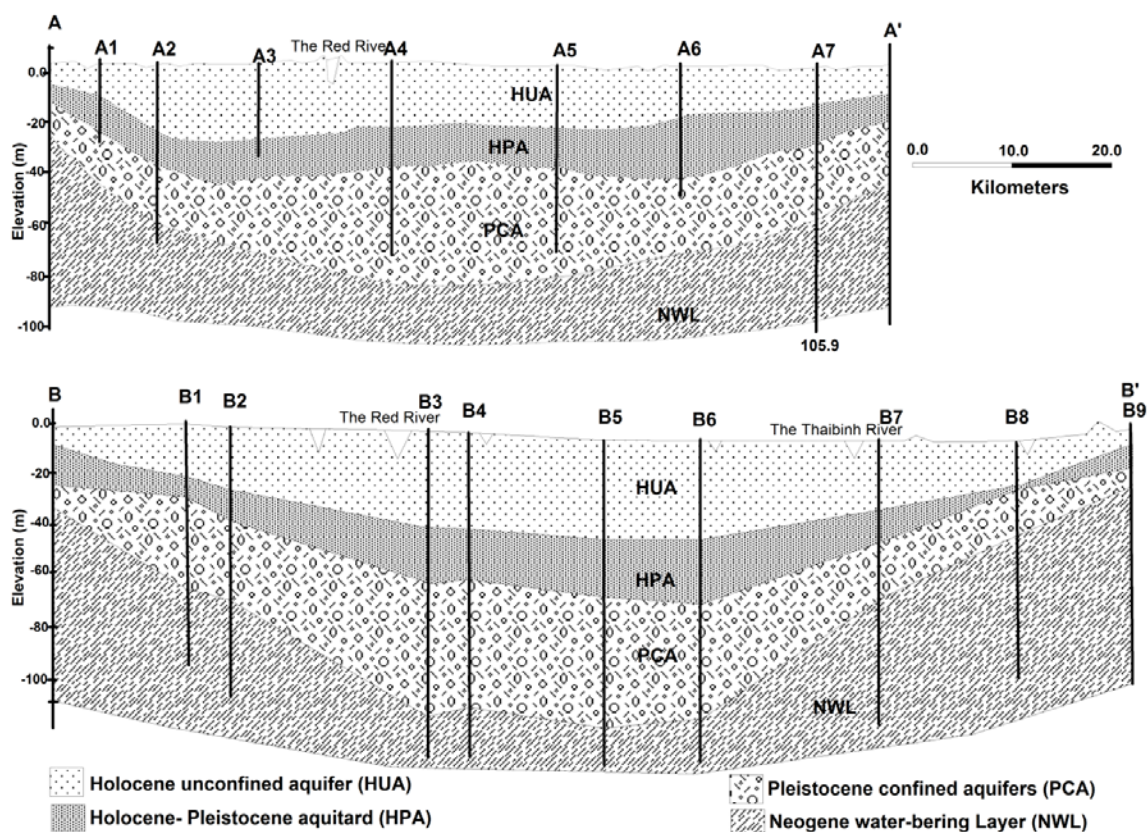 A
A'
A1
A2
A3
The Red River
A4
A5
A6
A7
0.0
-20
-40
-60
-80
-100
Elevation (m)
HUA
HPA
PCA
NWL
105.9
0.0 10.0 20.0
Kilometers
B
B1
B2
The Red River
B3
B4
B5
B6
The Thaibinh River
B7
B8
B'
B9
0.0
-20
-40
-60
-80
-100
Elevation (m)
HUA
HPA
PCA
NWL
Holocene unconfined aquifer (HUA)
Holocene- Pleistocene aquitard (HPA)
Pleistocene confined aquifers (PCA)
Neogene water-bering Layer (NWL)